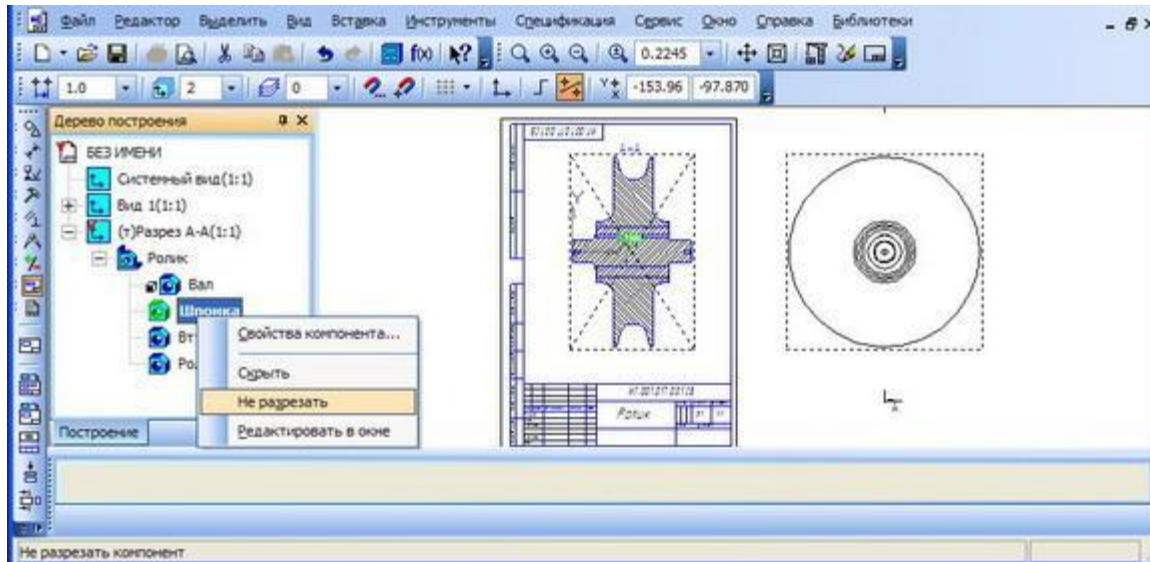 Файл Редактор Выделить Вид Вставка Инструменты Спецификация Сервис Окно Справка Библиотеки
f(x) 0.2245
1.0 2 0 -153.96 -97.870
Дерево построения
БЕЗ ИМЕНИ
Системный вид(1:1)
Вид 1(1:1)
(т)Разрез А-А(1:1)
Ролик
Вал
Шпонка
Вт
Ро
Свойства компонента...
Скрыть
Не разрезать
Редактировать в окне
Построение
А-А
Ролик
А
Не разрезать компонент